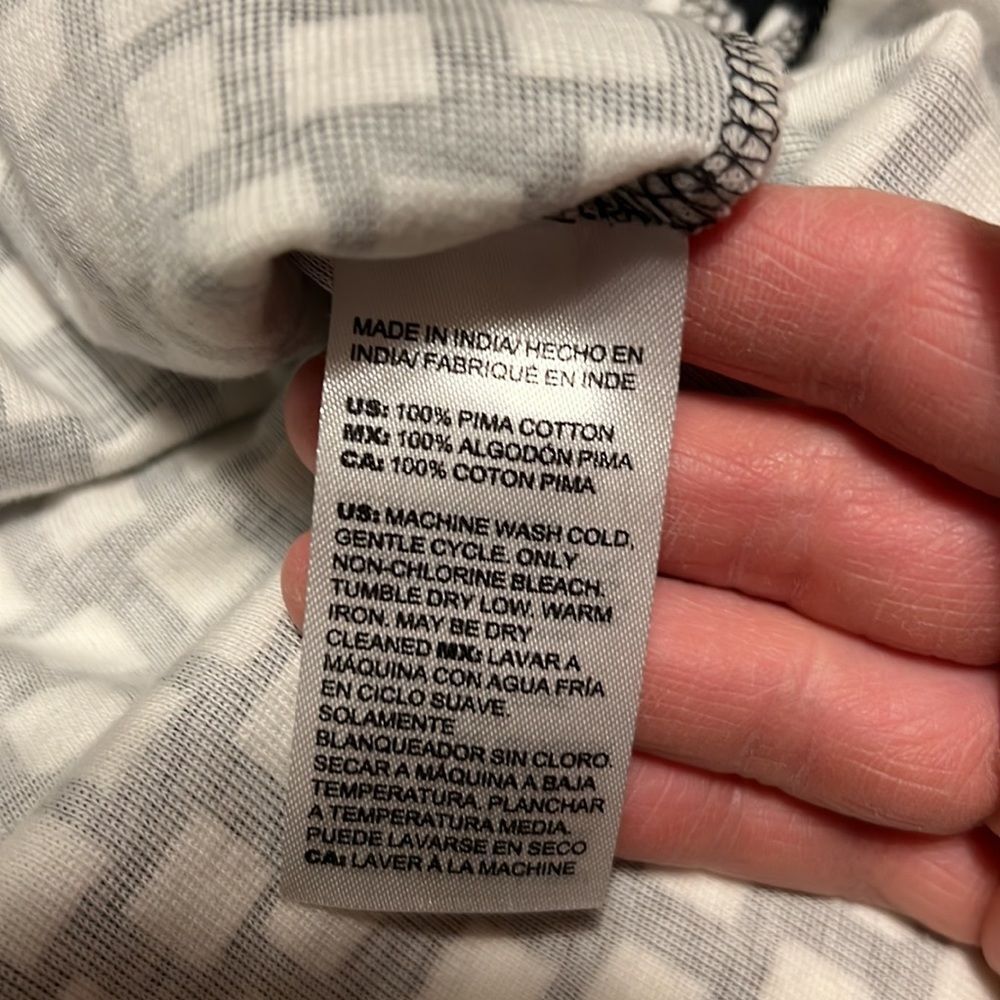 MADE IN INDIA/ HECHO EN
INDIA/ FABRIQUÉ EN INDE
US: 100% PIMA COTTON
MX: 100% ALGODÓN PIMA
CA: 100% COTON PIMA
US: MACHINE WASH COLD,
GENTLE CYCLE. ONLY
NON-CHLORINE BLEACH.
TUMBLE DRY LOW. WARM
IRON. MAY BE DRY
CLEANED MX: LAVAR A
MÁQUINA CON AGUA FRÍA
EN CICLO SUAVE.
SOLAMENTE
BLANQUEADOR SIN CLORO.
SECAR A MÁQUINA A BAJA
TEMPERATURA. PLANCHAR
A TEMPERATURA MEDIA.
PUEDE LAVARSE EN SECO
CA: LAVER À LA MACHINE